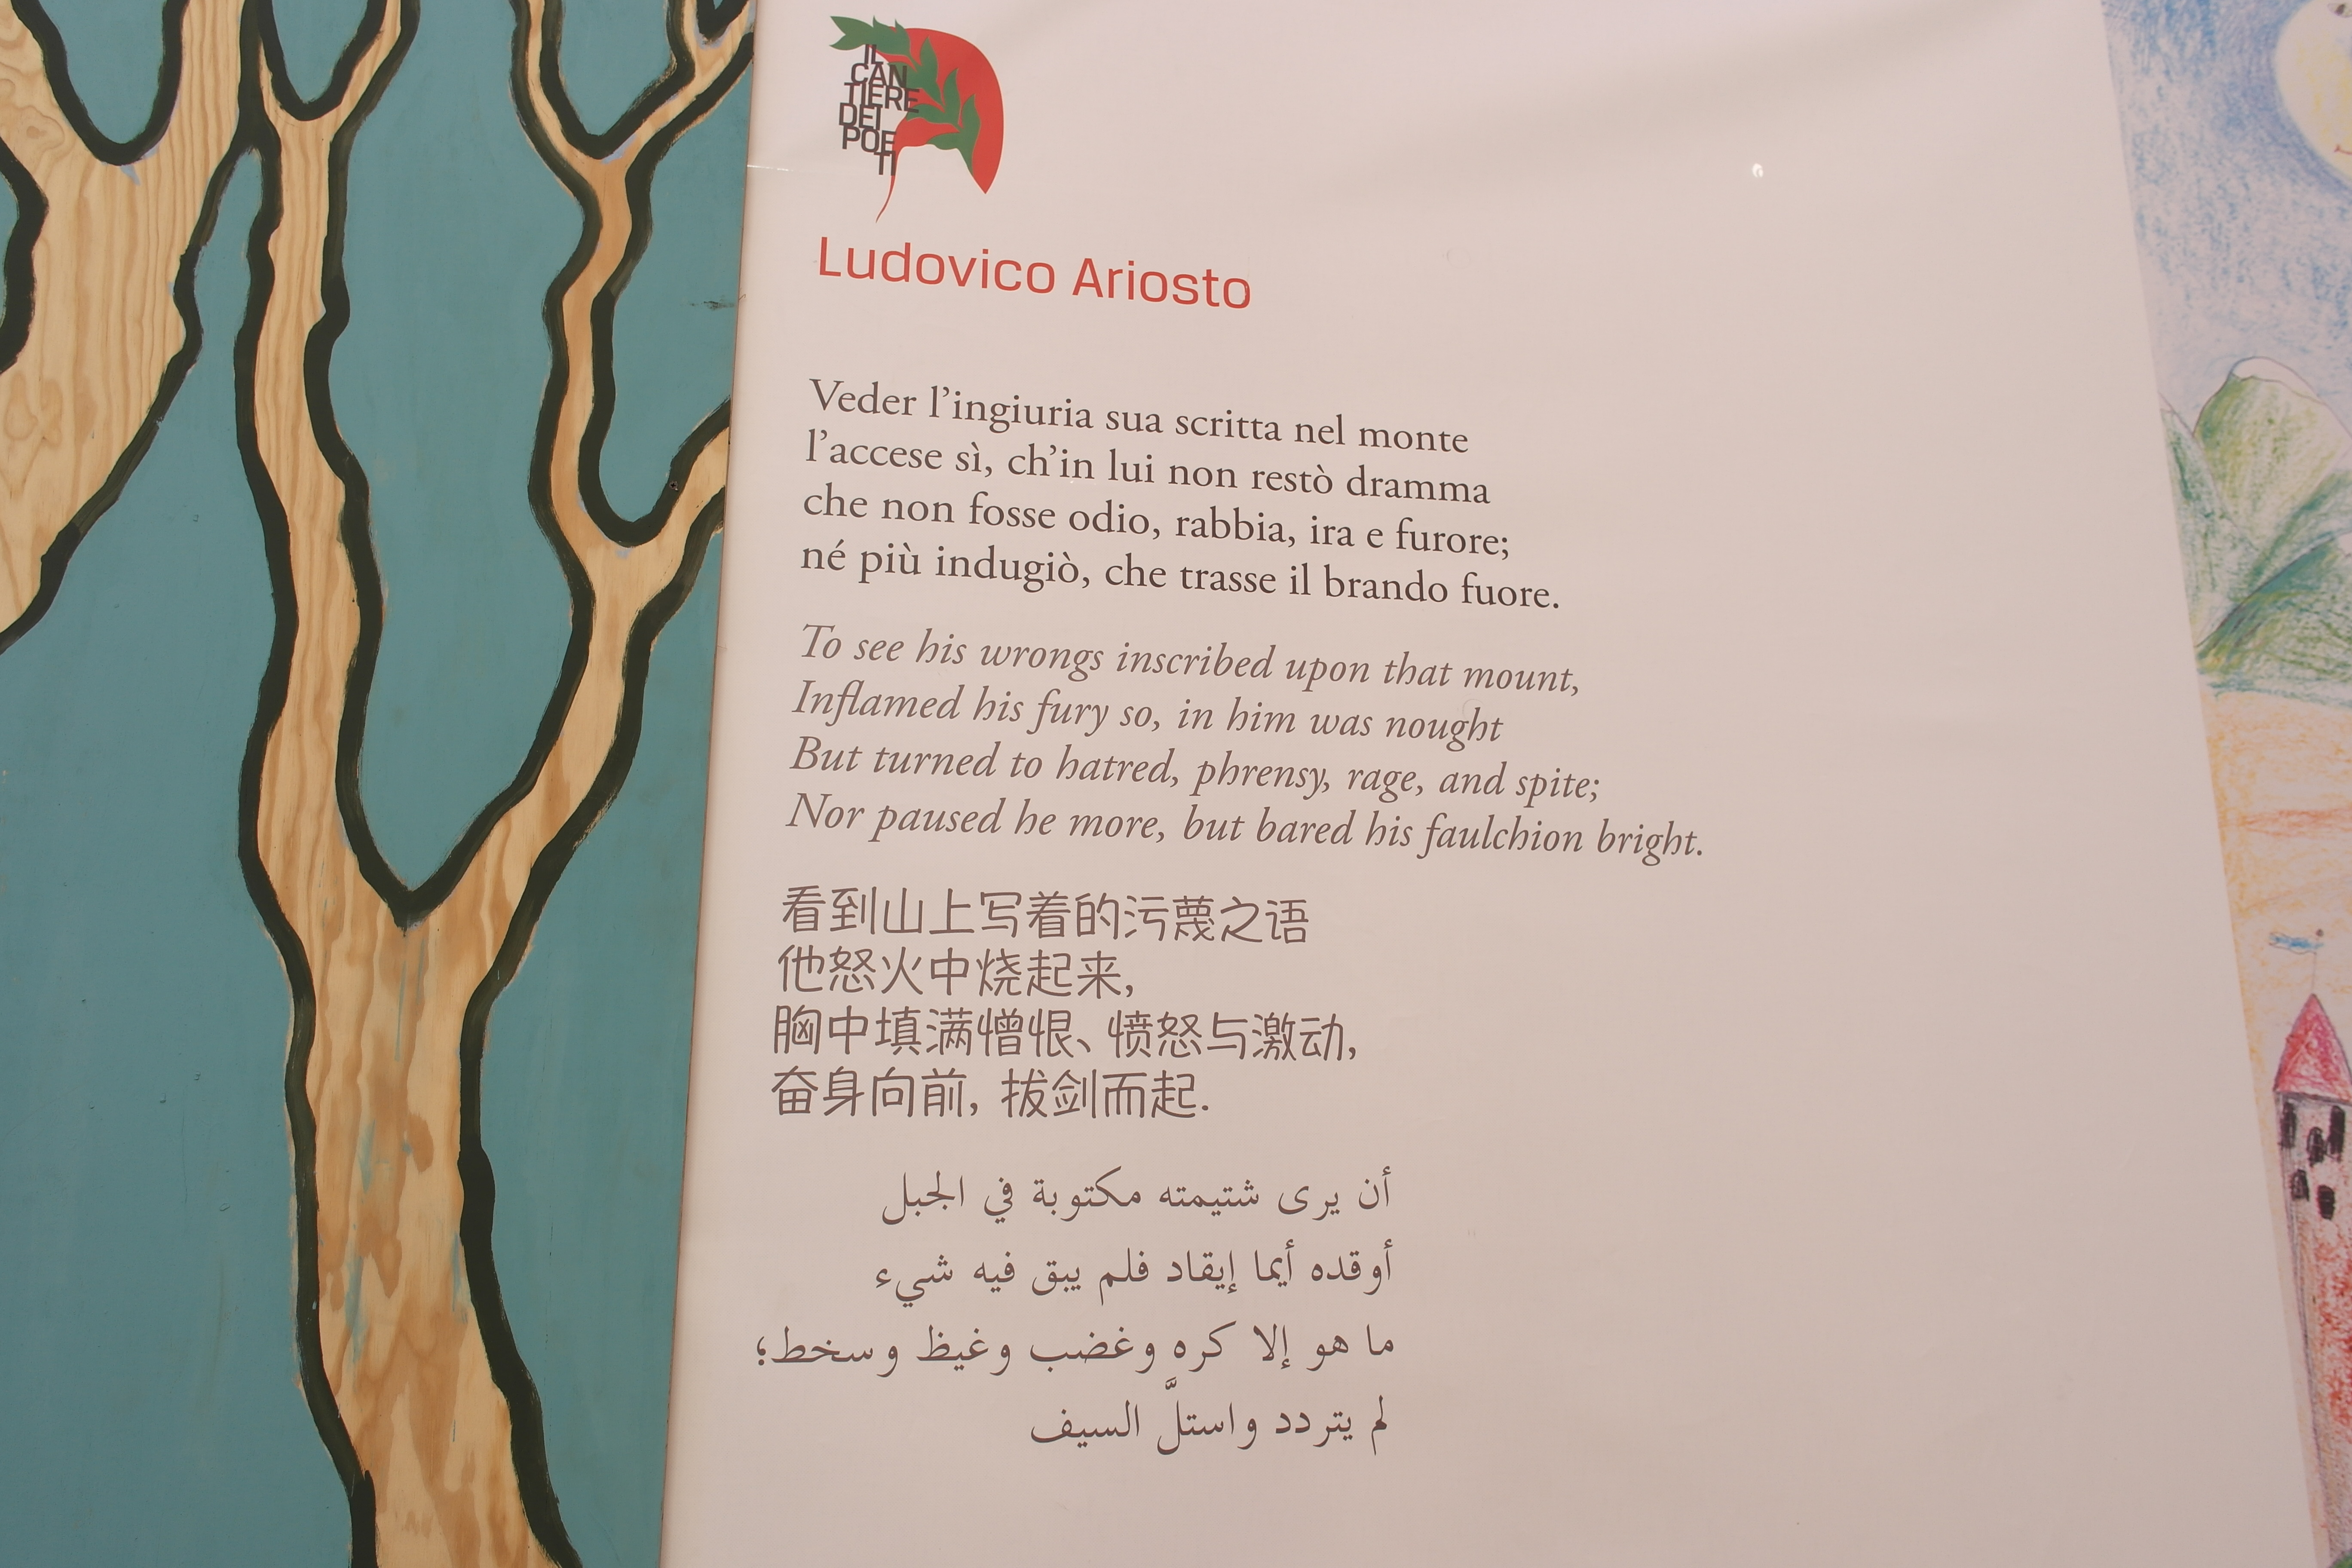 IL
CAN
TIERE
DEI
POE
TI
Ludovico Ariosto
Veder l’ingiuria sua scritta nel monte
l’accese sì, ch’in lui non restò dramma
che non fosse odio, rabbia, ira e furore;
né più indugiò, che trasse il brando fuore.
To see his wrongs inscribed upon that mount,
Inflamed his fury so, in him was nought
But turned to hatred, phrensy, rage, and spite;
Nor paused he more, but bared his faulchion bright.
看到山上写着的污蔑之语
他怒火中烧起来,
胸中填满憎恨、愤怒与激动,
奋身向前, 拔剑而起.
أن يرى شتيمته مكتوبة في الجبل
أوقده أيما إيقاد فلم يبق فيه شيء
ما هو إلا كره وغضب وغيظ وسخط؛
لم يتردد واستلَّ السيف